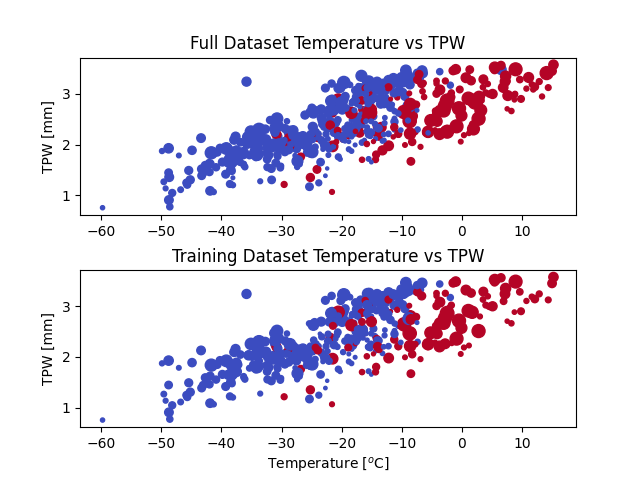 Full Dataset Temperature vs TPW
TPW [mm]
3
2
1
−60 −50 −40 −30 −20 −10 0 10
Training Dataset Temperature vs TPW
TPW [mm]
3
2
1
−60 −50 −40 −30 −20 −10 0 10
Temperature [°C]